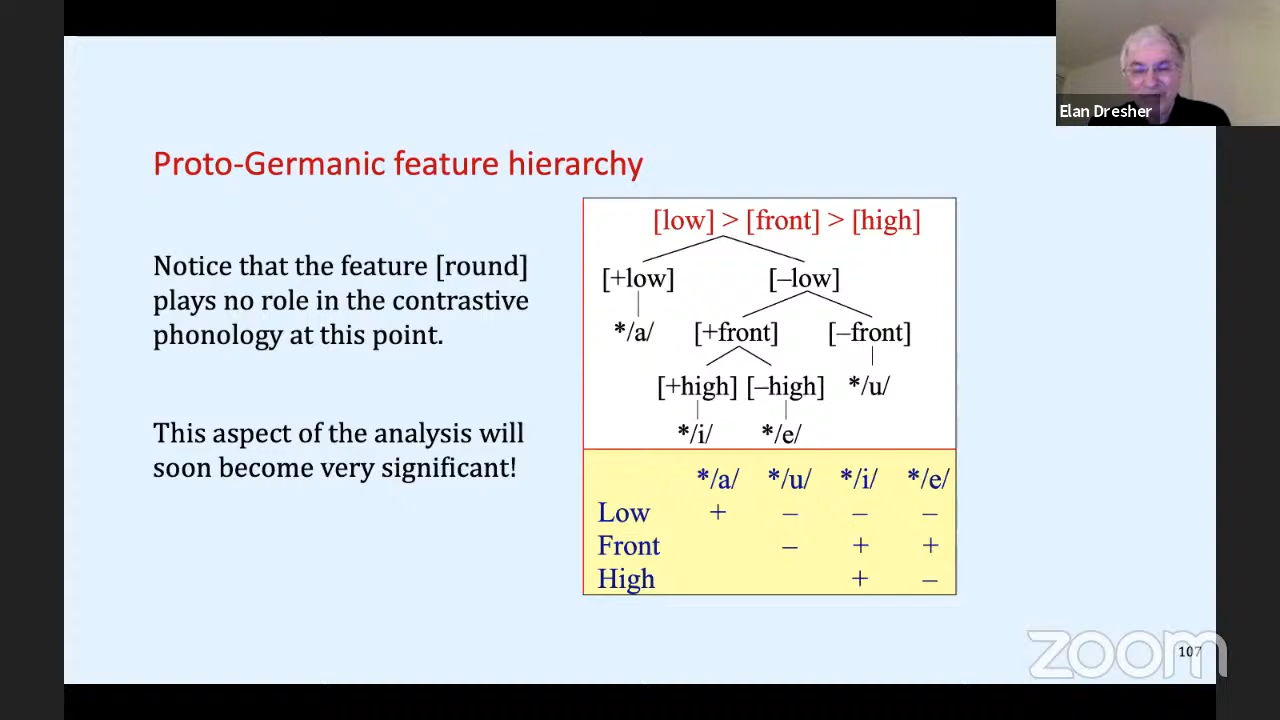 Elan Dresher
Proto-Germanic feature hierarchy
Notice that the feature [round]
plays no role in the contrastive
phonology at this point.
This aspect of the analysis will
soon become very significant!
[low] > [front] > [high]
[+low] [–low]
*/a/ [+front] [–front]
[+high] [–high] */u/
*/i/ */e/
*/a/ */u/ */i/ */e/
Low + – – –
Front – + +
High + –
zoom
107